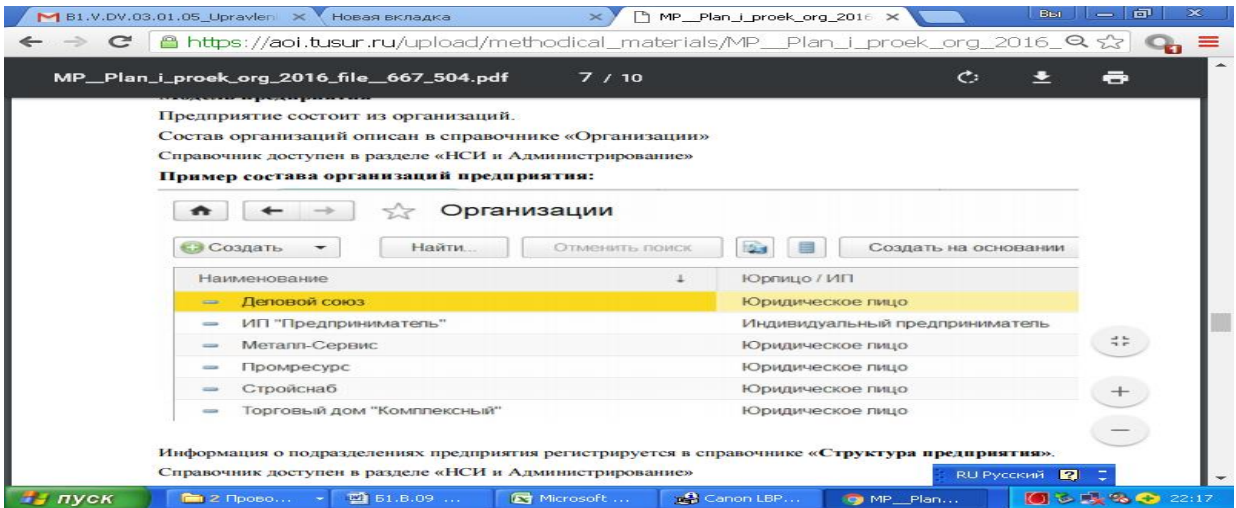 Б1.V.DV.03.01.05_Upravlen
Новая вкладка
MP__Plan_i_proek_org_2016
Вы
https://aoi.tusur.ru/upload/methodical_materials/MP__Plan_i_proek_org_2016_
MP__Plan_i_proek_org_2016_file__667_504.pdf 7 / 10
Модель предприятия
Предприятие состоит из организаций.
Состав организаций описан в справочнике «Организации»
Справочник доступен в разделе «НСИ и Администрирование»
Пример состава организаций предприятия:
Организации
Создать Найти... Отменить поиск Создать на основании
Наименование Юрлицо / ИП
Деловой союз Юридическое лицо
ИП "Предприниматель" Индивидуальный предприниматель
Металл-Сервис Юридическое лицо
Промресурс Юридическое лицо
Стройснаб Юридическое лицо
Торговый дом "Комплексный" Юридическое лицо
Информация о подразделениях предприятия регистрируется в справочнике «Структура предприятия».
Справочник доступен в разделе «НСИ и Администрирование»
RU Русский
пуск 2 Прово... Б1.В.09 ... Microsoft ... Canon LBP... MP__Plan... 22:17